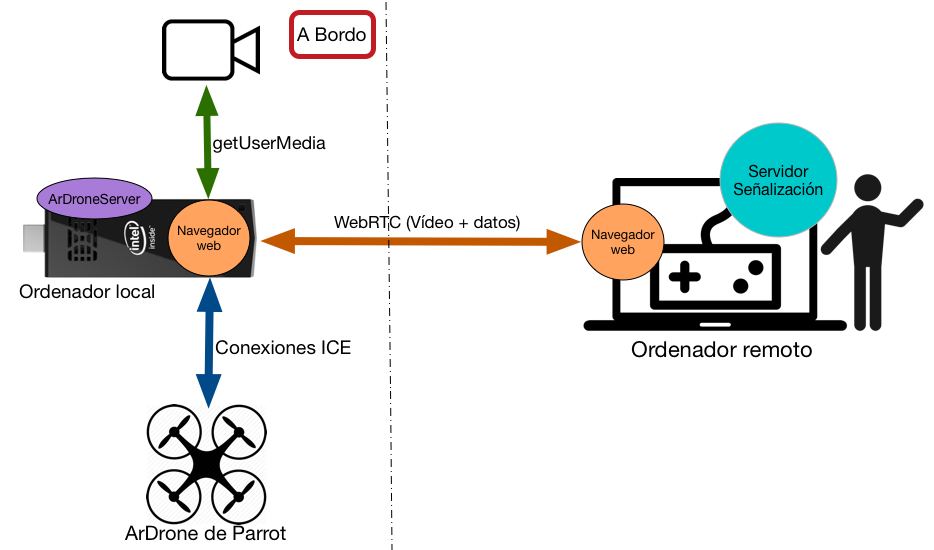 A Bordo
getUserMedia
ArDroneServer
intel
inside
Navegador
web
Ordenador local
WebRTC (Vídeo + datos)
Servidor
Señalización
Navegador
web
Ordenador remoto
Conexiones ICE
ArDrone de Parrot